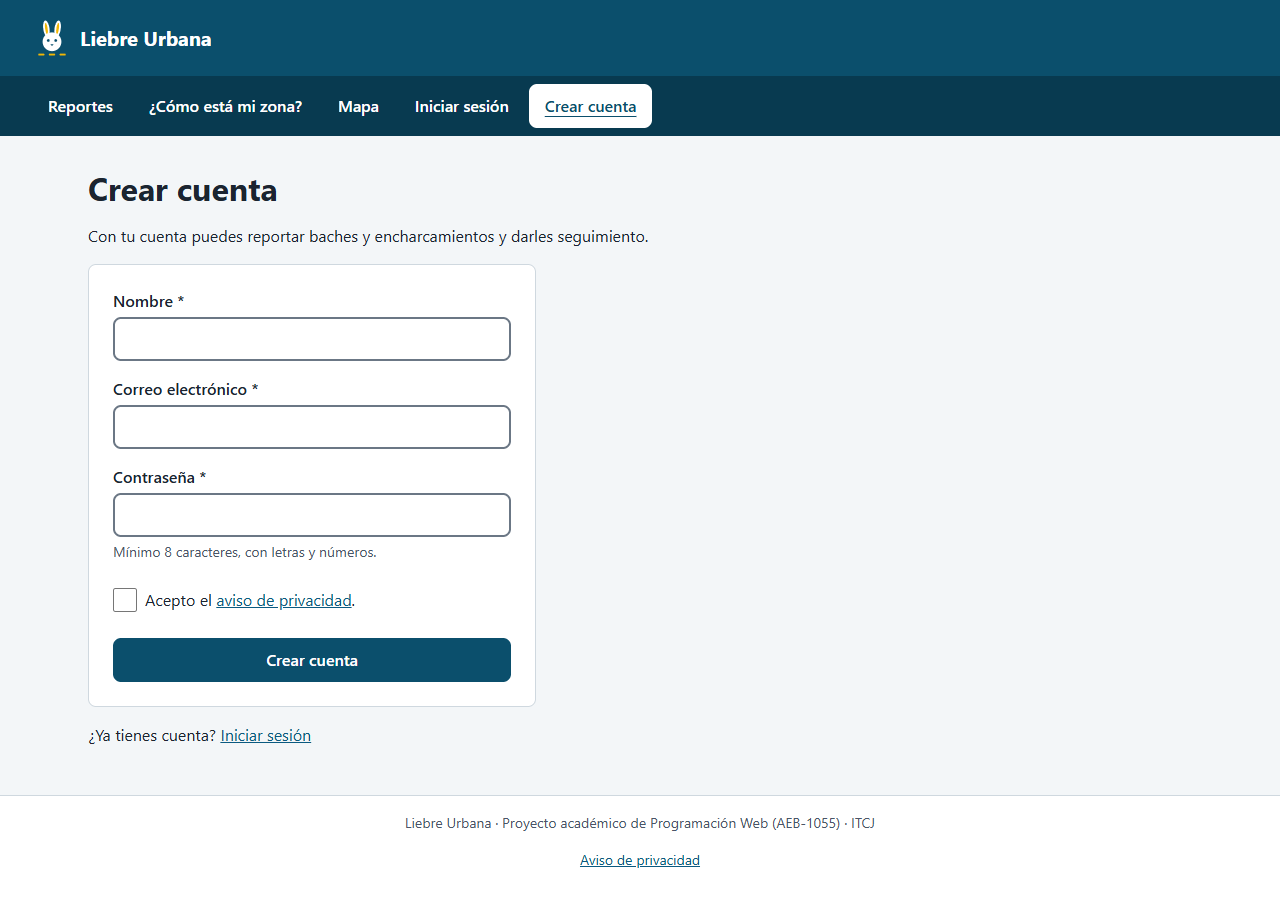 Liebre Urbana
Reportes ¿Cómo está mi zona? Mapa Iniciar sesión Crear cuenta
Crear cuenta
Con tu cuenta puedes reportar baches y encharcamientos y darles seguimiento.
Nombre *
Correo electrónico *
Contraseña *
Mínimo 8 caracteres, con letras y números.
Acepto el aviso de privacidad.
Crear cuenta
¿Ya tienes cuenta? Iniciar sesión
Liebre Urbana · Proyecto académico de Programación Web (AEB-1055) · ITCJ
Aviso de privacidad